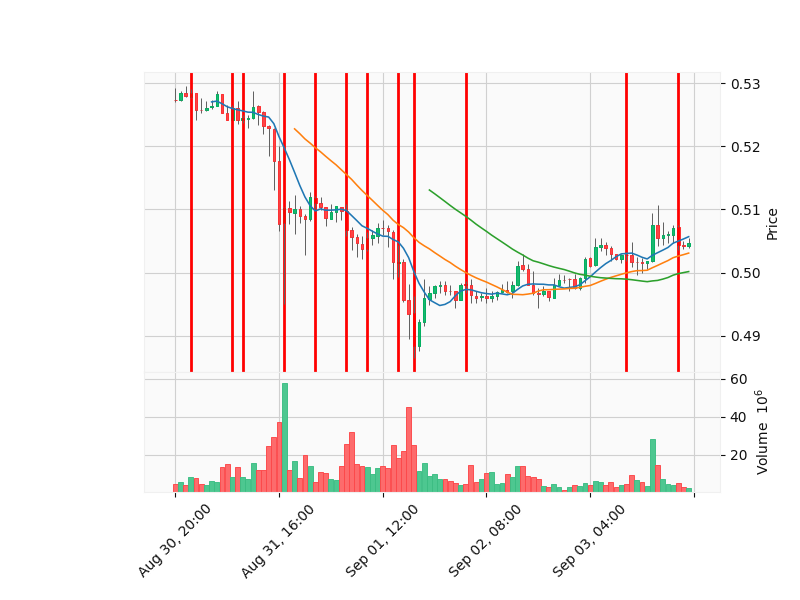 0.53
0.52
0.51
0.50
0.49
Price
60
40
20
Volume 10^6
Aug 30, 20:00
Aug 31, 16:00
Sep 01, 12:00
Sep 02, 08:00
Sep 03, 04:00